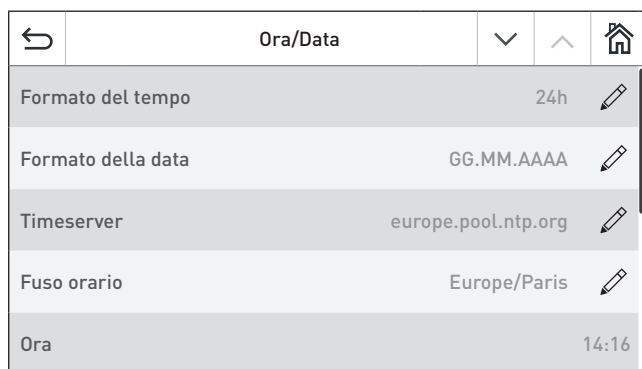 Ora/Data
Formato del tempo 24h
Formato della data GG.MM.AAAA
Timeserver europe.pool.ntp.org
Fuso orario Europe/Paris
Ora 14:16